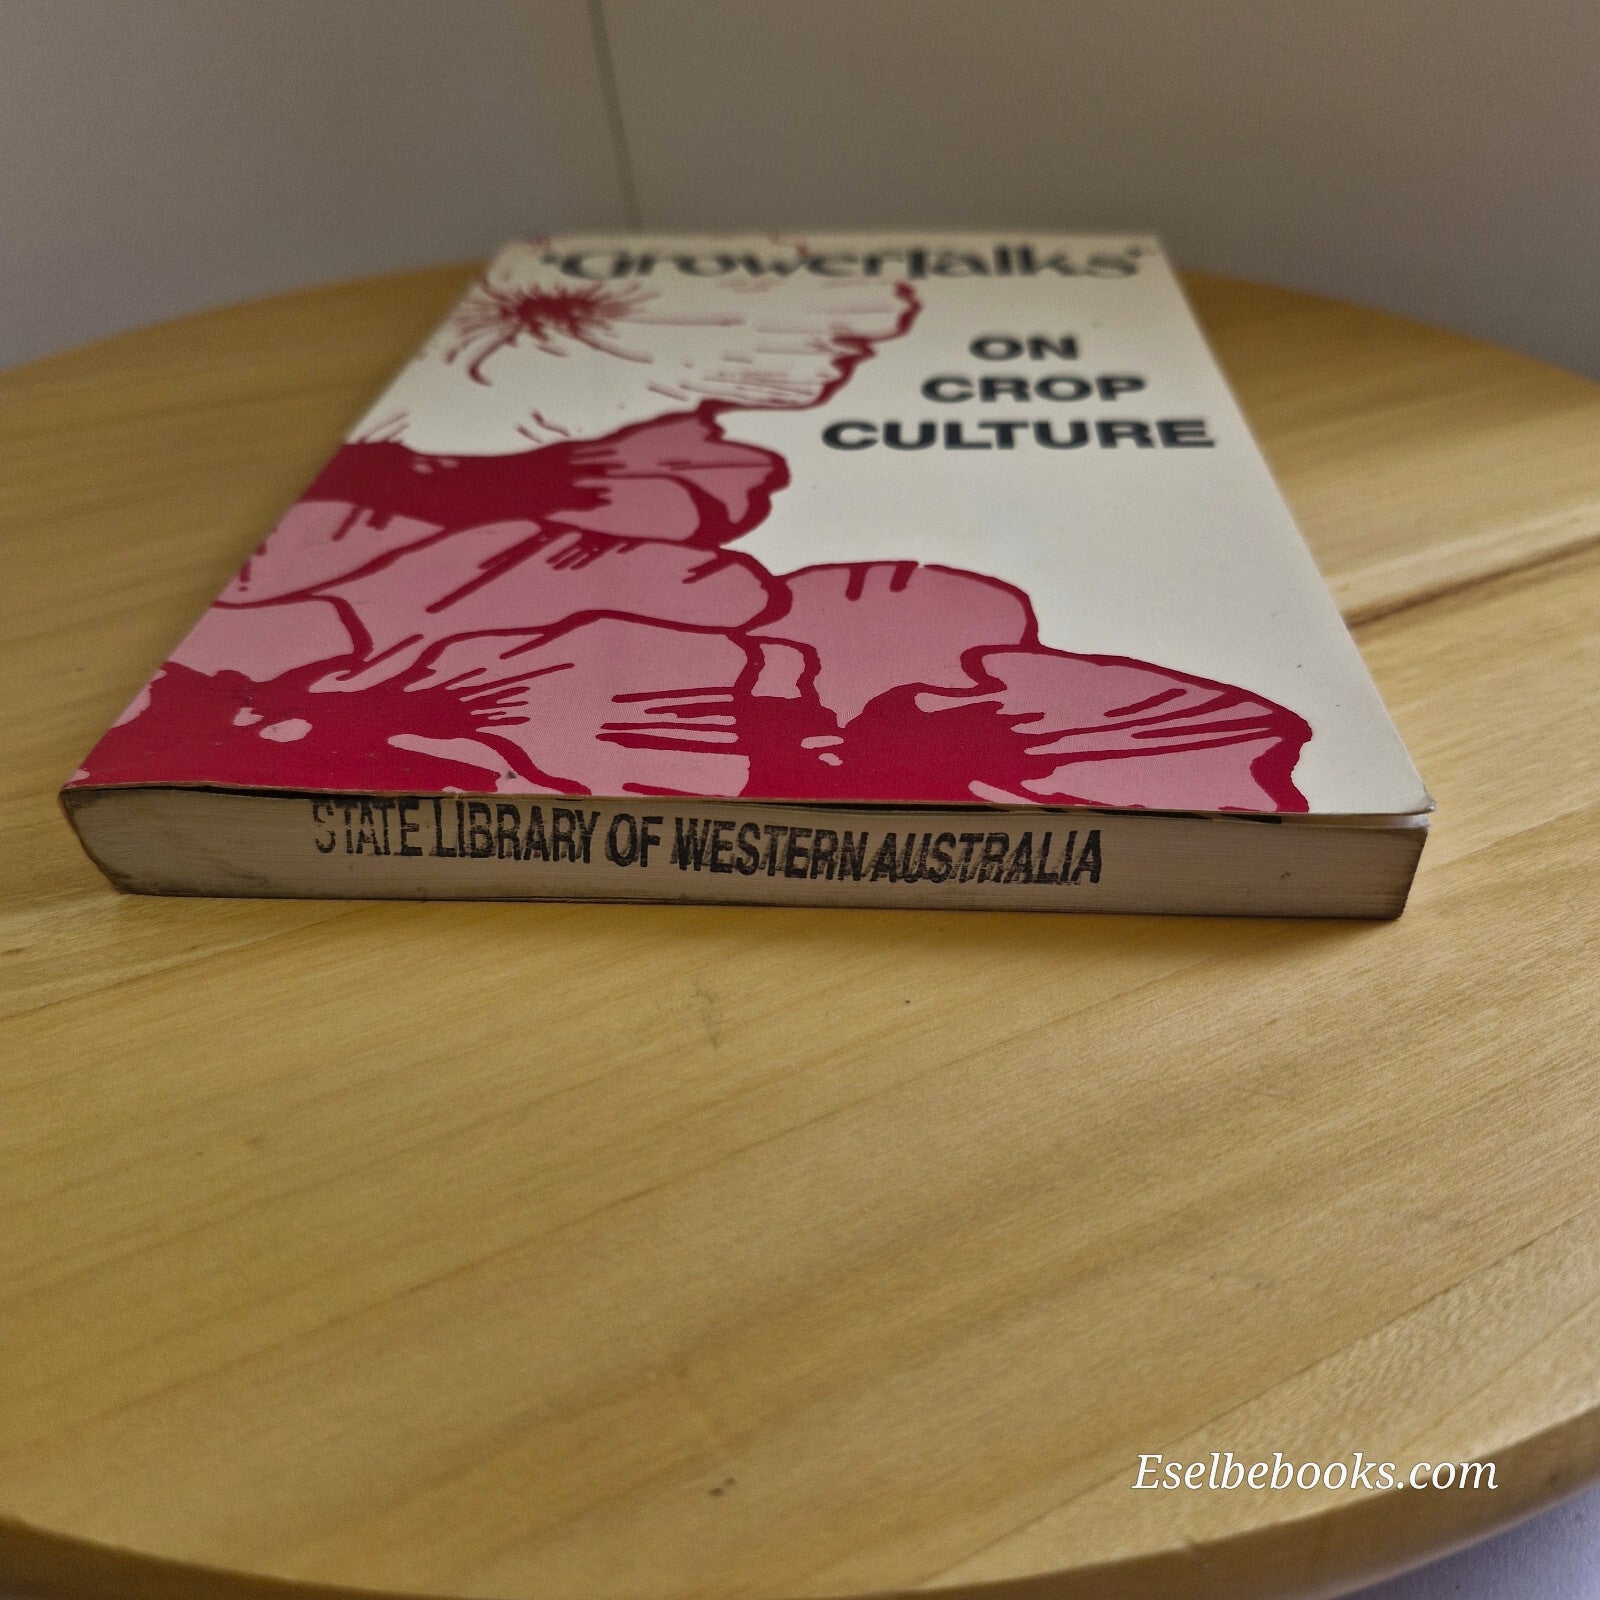 GrowerTalks
ON
CROP
CULTURE
STATE LIBRARY OF WESTERN AUSTRALIA
Eselbebooks.com